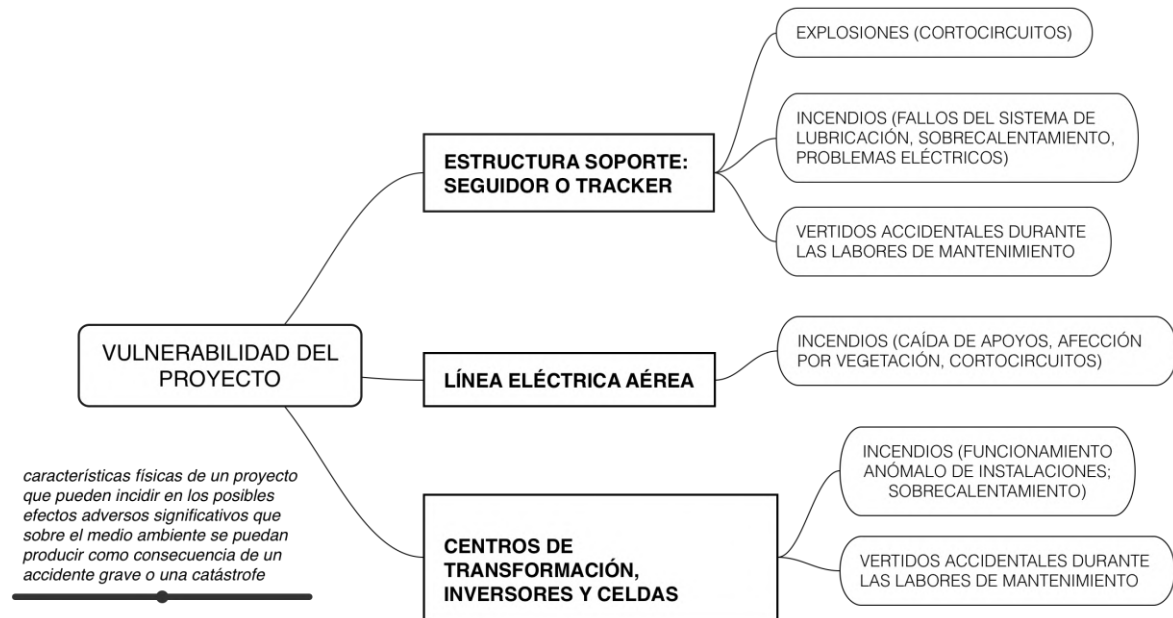 VULNERABILIDAD DEL
PROYECTO
características físicas de un proyecto
que pueden incidir en los posibles
efectos adversos significativos que
sobre el medio ambiente se puedan
producir como consecuencia de un
accidente grave o una catástrofe
ESTRUCTURA SOPORTE:
SEGUIDOR O TRACKER
EXPLOSIONES (CORTOCIRCUITOS)
INCENDIOS (FALLOS DEL SISTEMA DE
LUBRICACIÓN, SOBRECALENTAMIENTO,
PROBLEMAS ELÉCTRICOS)
VERTIDOS ACCIDENTALES DURANTE
LAS LABORES DE MANTENIMIENTO
LÍNEA ELÉCTRICA AÉREA
INCENDIOS (CAÍDA DE APOYOS, AFECCIÓN
POR VEGETACIÓN, CORTOCIRCUITOS)
CENTROS DE
TRANSFORMACIÓN,
INVERSORES Y CELDAS
INCENDIOS (FUNCIONAMIENTO
ANÓMALO DE INSTALACIONES;
SOBRECALENTAMIENTO)
VERTIDOS ACCIDENTALES DURANTE
LAS LABORES DE MANTENIMIENTO